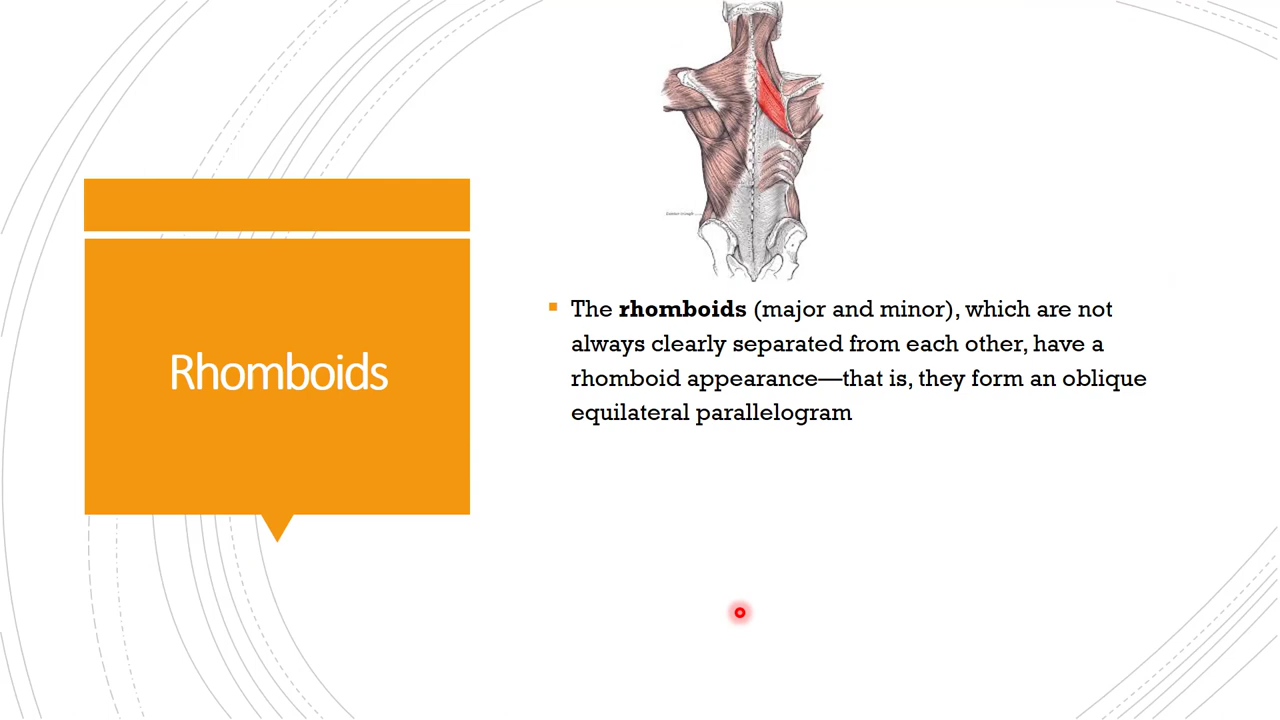 Rhomboids
The rhomboids (major and minor), which are not
always clearly separated from each other, have a
rhomboid appearance—that is, they form an oblique
equilateral parallelogram